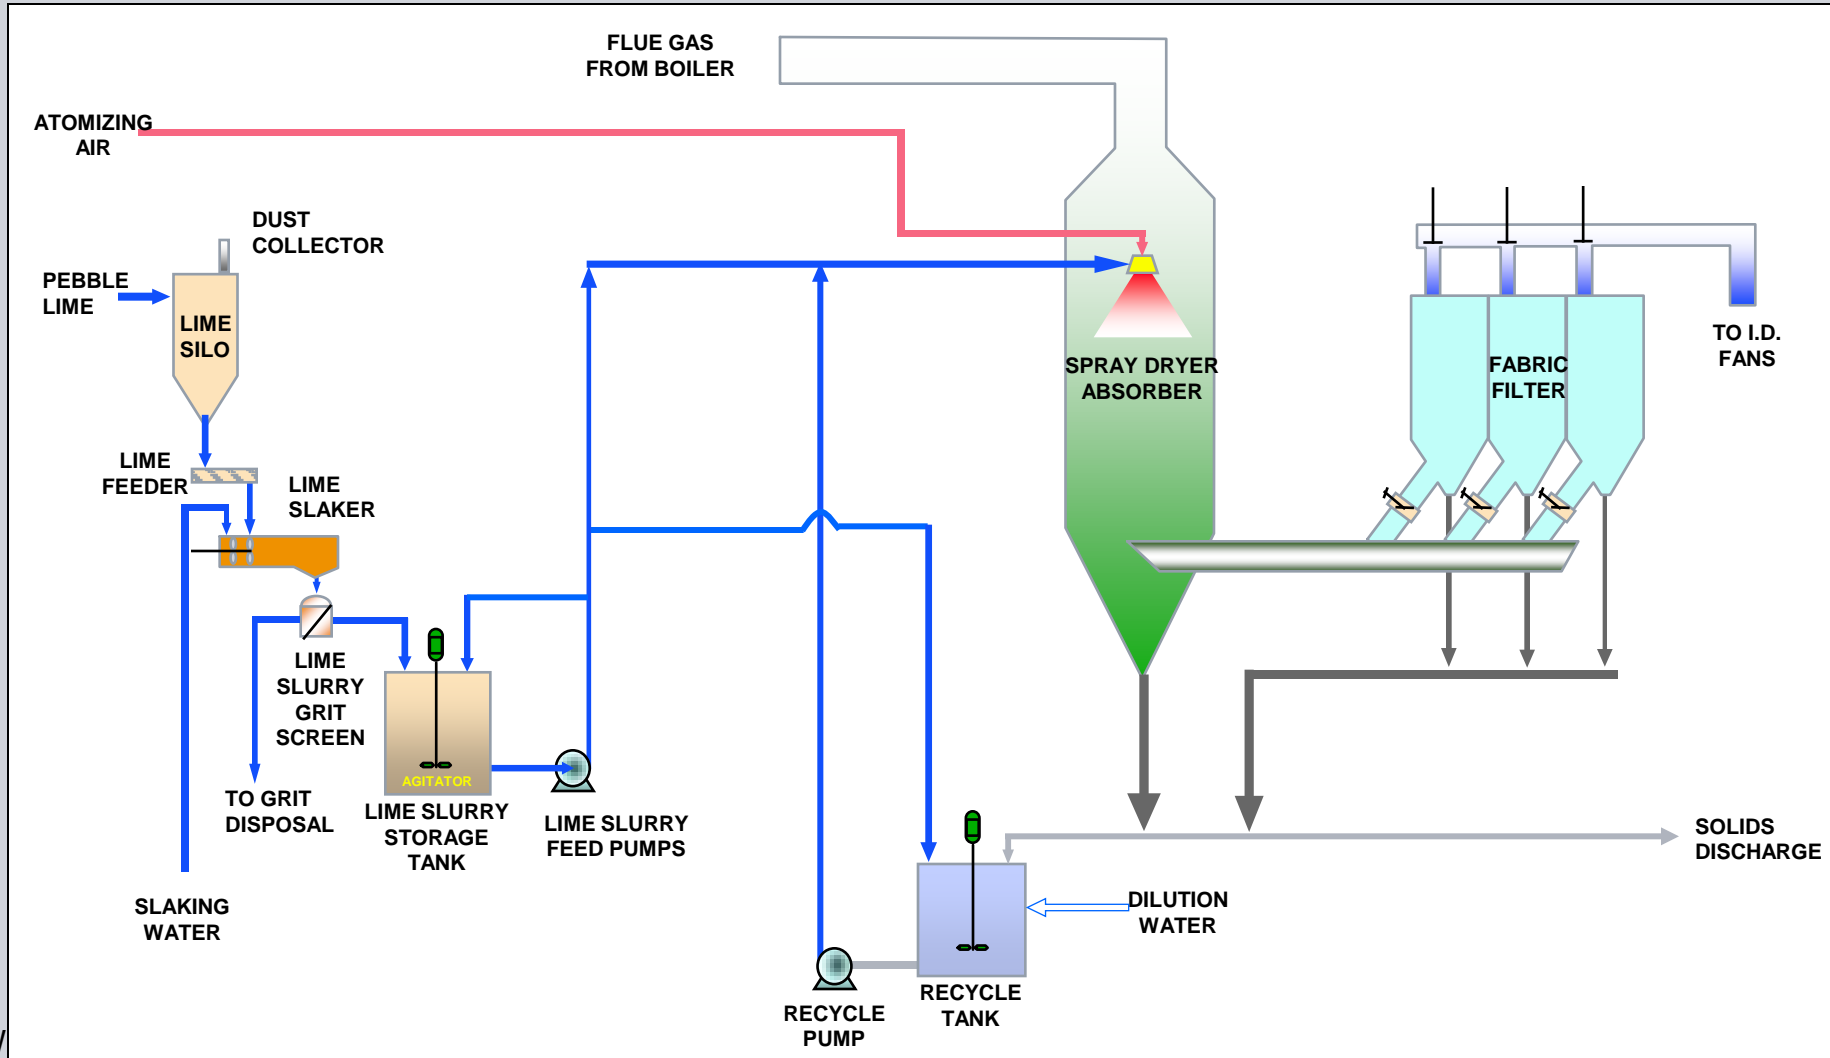 FLUE GAS
FROM BOILER
ATOMIZING
AIR
DUST
COLLECTOR
PEBBLE
LIME
LIME
SILO
TO I.D.
FANS
SPRAY DRYER
ABSORBER
FABRIC
FILTER
LIME
FEEDER
LIME
SLAKER
LIME
SLURRY
GRIT
SCREEN
AGITATOR
TO GRIT
DISPOSAL
LIME SLURRY
STORAGE
TANK
LIME SLURRY
FEED PUMPS
SOLIDS
DISCHARGE
SLAKING
WATER
DILUTION
WATER
RECYCLE
TANK
RECYCLE
PUMP